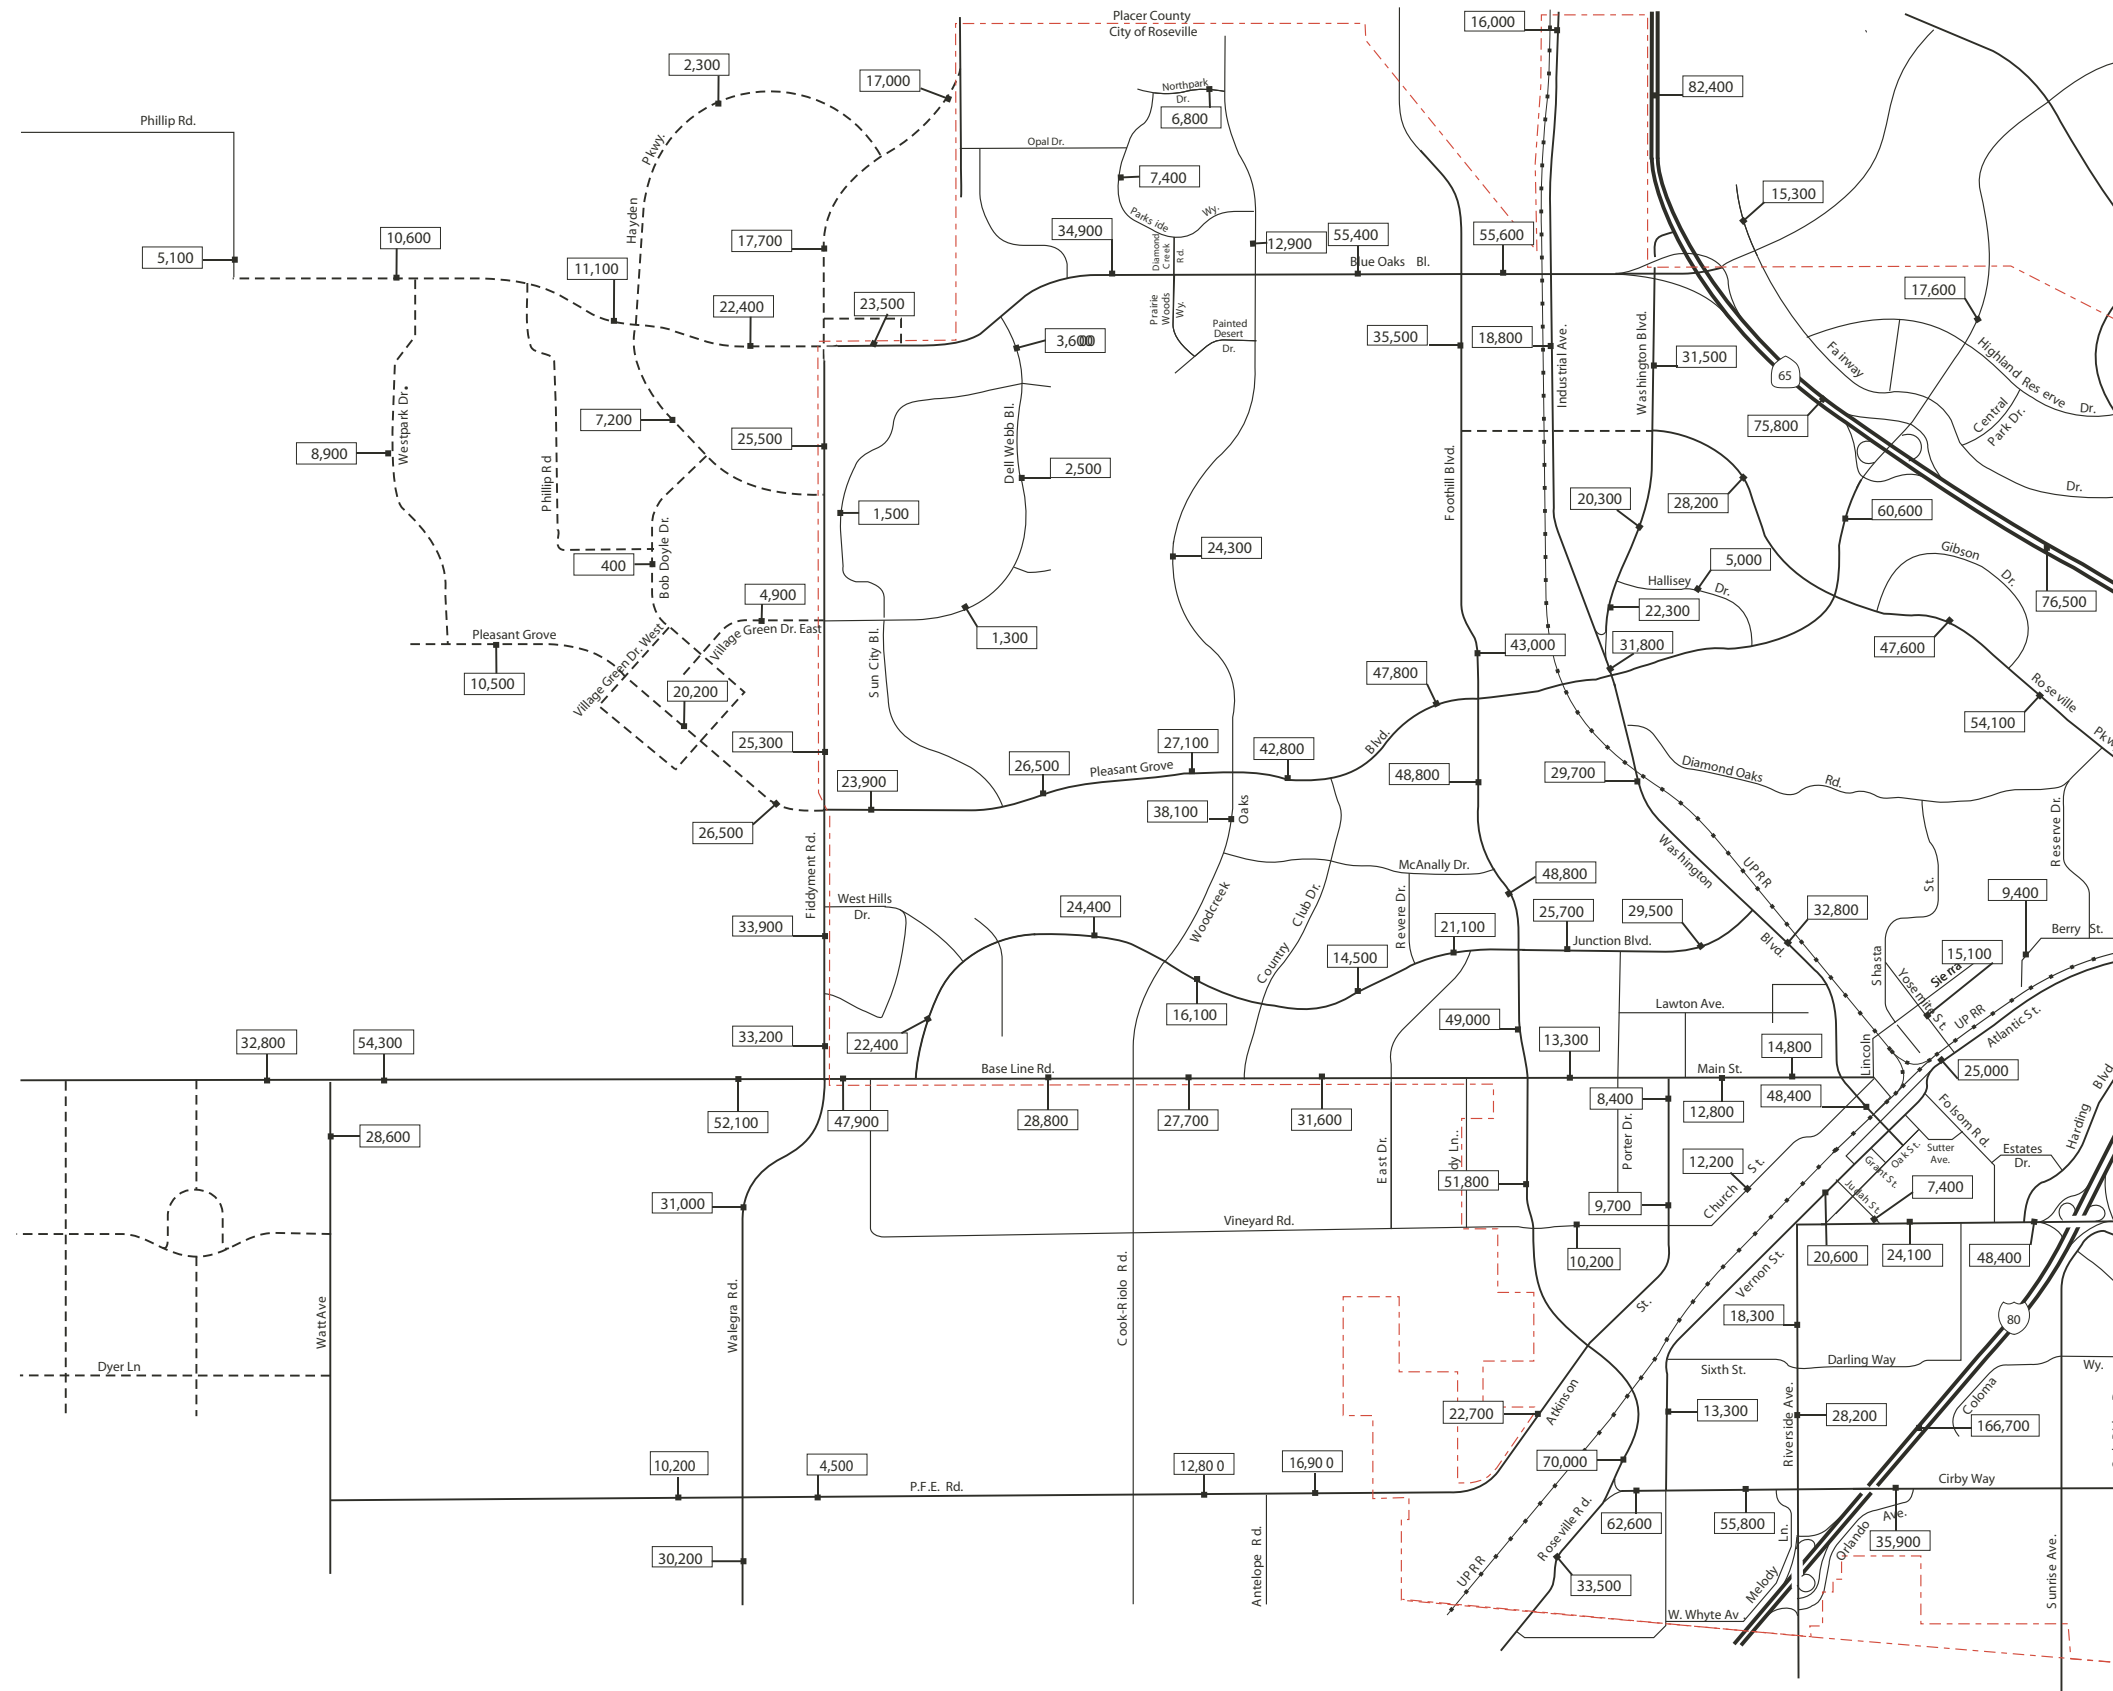 Placer County
City of Roseville
16,000
2,300
17,000
82,400
Northpark
Dr.
6,800
Phillip Rd.
Opal Dr.
Pkwy.
7,400
15,300
Hayden
Parks ide
Wy.
10,600
17,700
34,900
12,900
55,400
55,600
5,100
Diamond
Creek
Rd.
Blue Oaks Bl.
11,100
22,400
23,500
Prairie
Woods
Wy.
17,600
Painted
Desert
Dr.
3,600
35,500
18,800
Industrial Ave.
Washington Blvd.
31,500
Fairway
Highland Res erve Dr.
65
Central
Park Dr.
7,200
75,800
Westpark Dr.
25,500
Dell Webb Bl.
8,900
2,500
Foothill Blvd.
Phillip Rd
Dr.
20,300
28,200
60,600
1,500
Bob Doyle Dr.
24,300
Gibson
Dr.
5,000
400
Hallisey
Dr.
76,500
4,900
22,300
Village Green Dr. East
Pleasant Grove
Village Green Dr. West
1,300
Sun City Bl.
43,000
31,800
47,600
10,500
20,200
47,800
Roseville
Pkw
54,100
25,300
27,100
42,800
Blvd.
26,500
Pleasant Grove
23,900
48,800
29,700
Diamond Oaks
Rd.
26,500
38,100
Oaks
Reserve Dr.
Fiddyment Rd.
McAnally Dr.
48,800
Washington
UPRR
St.
West Hills
Dr.
24,400
Woodcreek
Club Dr.
Revere Dr.
9,400
33,900
21,100
25,700
29,500
32,800
Junction Blvd.
Blvd.
Berry St.
14,500
Country
Shasta
15,100
Sierra
Yosemite St.
16,100
Lawton Ave.
UP RR
Atlantic St.
32,800
54,300
33,200
22,400
49,000
13,300
14,800
Lincoln
Base Line Rd.
Main St.
25,000
Blvd
52,100
47,900
28,800
27,700
31,600
8,400
12,800
48,400
Folsom Rd.
Harding
28,600
Porter Dr.
East Dr.
dy Ln..
Sutter
Ave.
Oak St.
Grant St.
Estates
Dr.
12,200
51,800
Church St.
Judah St.
7,400
31,000
9,700
Vineyard Rd.
10,200
20,600
24,100
48,400
Vernon St.
Watt Ave
Walegra Rd.
Cook-Riolo Rd.
St.
18,300
80
Dyer Ln
Sixth St.
Darling Way
Wy.
Atkinson
Riverside Ave.
Coloma
22,700
13,300
28,200
166,700
10,200
4,500
12,80 0
16,90 0
70,000
P.F.E. Rd.
Cirby Way
Roseville Rd.
62,600
55,800
Ln.
Ave.
Orlando
35,900
30,200
Antelope Rd.
UPRR
33,500
Melody
Sunrise Ave.
W. Whyte Av .